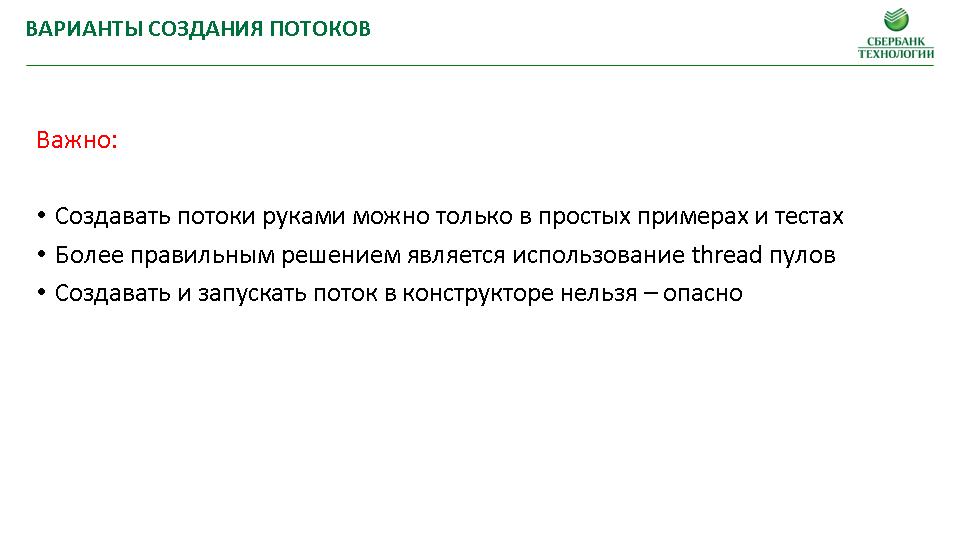 ВАРИАНТЫ СОЗДАНИЯ ПОТОКОВ
СБЕРБАНК
ТЕХНОЛОГИИ
Важно:
• Создавать потоки руками можно только в простых примерах и тестах
• Более правильным решением является использование thread пулов
• Создавать и запускать поток в конструкторе нельзя – опасно